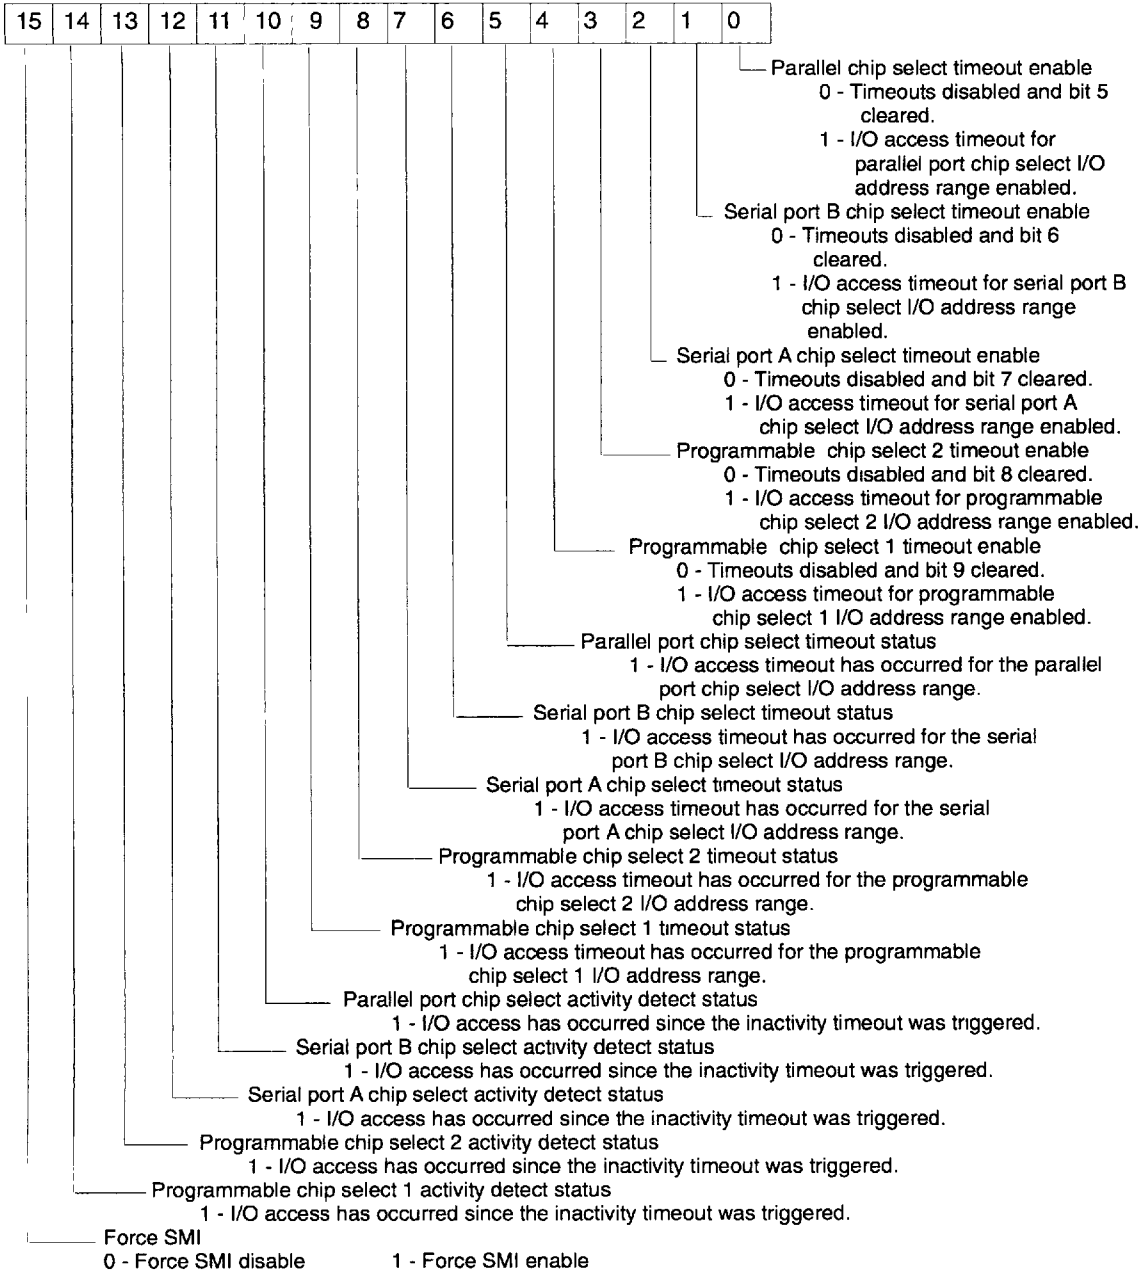 15 14 13 12 11 10 9 8 7 6 5 4 3 2 1 0
Parallel chip select timeout enable
0 - Timeouts disabled and bit 5
cleared.
1 - I/O access timeout for
parallel port chip select I/O
address range enabled.
Serial port B chip select timeout enable
0 - Timeouts disabled and bit 6
cleared.
1 - I/O access timeout for serial port B
chip select I/O address range
enabled.
Serial port A chip select timeout enable
0 - Timeouts disabled and bit 7 cleared.
1 - I/O access timeout for serial port A
chip select I/O address range enabled.
Programmable chip select 2 timeout enable
0 - Timeouts disabled and bit 8 cleared.
1 - I/O access timeout for programmable
chip select 2 I/O address range enabled.
Programmable chip select 1 timeout enable
0 - Timeouts disabled and bit 9 cleared.
1 - I/O access timeout for programmable
chip select 1 I/O address range enabled.
Parallel port chip select timeout status
1 - I/O access timeout has occurred for the parallel
port chip select I/O address range.
Serial port B chip select timeout status
1 - I/O access timeout has occurred for the serial
port B chip select I/O address range.
Serial port A chip select timeout status
1 - I/O access timeout has occurred for the serial
port A chip select I/O address range.
Programmable chip select 2 timeout status
1 - I/O access timeout has occurred for the programmable
chip select 2 I/O address range.
Programmable chip select 1 timeout status
1 - I/O access timeout has occurred for the programmable
chip select 1 I/O address range.
Parallel port chip select activity detect status
1 - I/O access has occurred since the inactivity timeout was triggered.
Serial port B chip select activity detect status
1 - I/O access has occurred since the inactivity timeout was triggered.
Serial port A chip select activity detect status
1 - I/O access has occurred since the inactivity timeout was triggered.
Programmable chip select 2 activity detect status
1 - I/O access has occurred since the inactivity timeout was triggered.
Programmable chip select 1 activity detect status
1 - I/O access has occurred since the inactivity timeout was triggered.
Force SMI
0 - Force SMI disable 1 - Force SMI enable